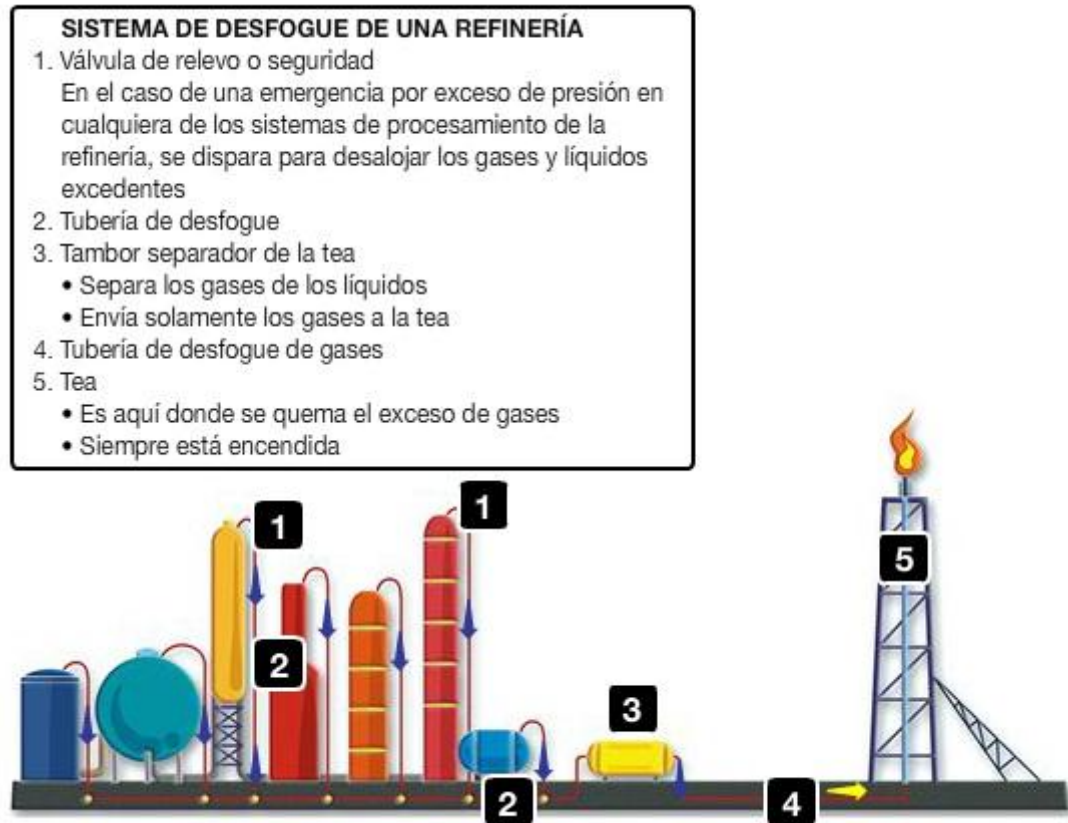 SISTEMA DE DESFOGUE DE UNA REFINERÍA
1. Válvula de relevo o seguridad
En el caso de una emergencia por exceso de presión en
cualquiera de los sistemas de procesamiento de la
refinería, se dispara para desalojar los gases y líquidos
excedentes
2. Tubería de desfogue
3. Tambor separador de la tea
• Separa los gases de los líquidos
• Envía solamente los gases a la tea
4. Tubería de desfogue de gases
5. Tea
• Es aquí donde se quema el exceso de gases
• Siempre está encendida
1
1
5
2
3
2
4